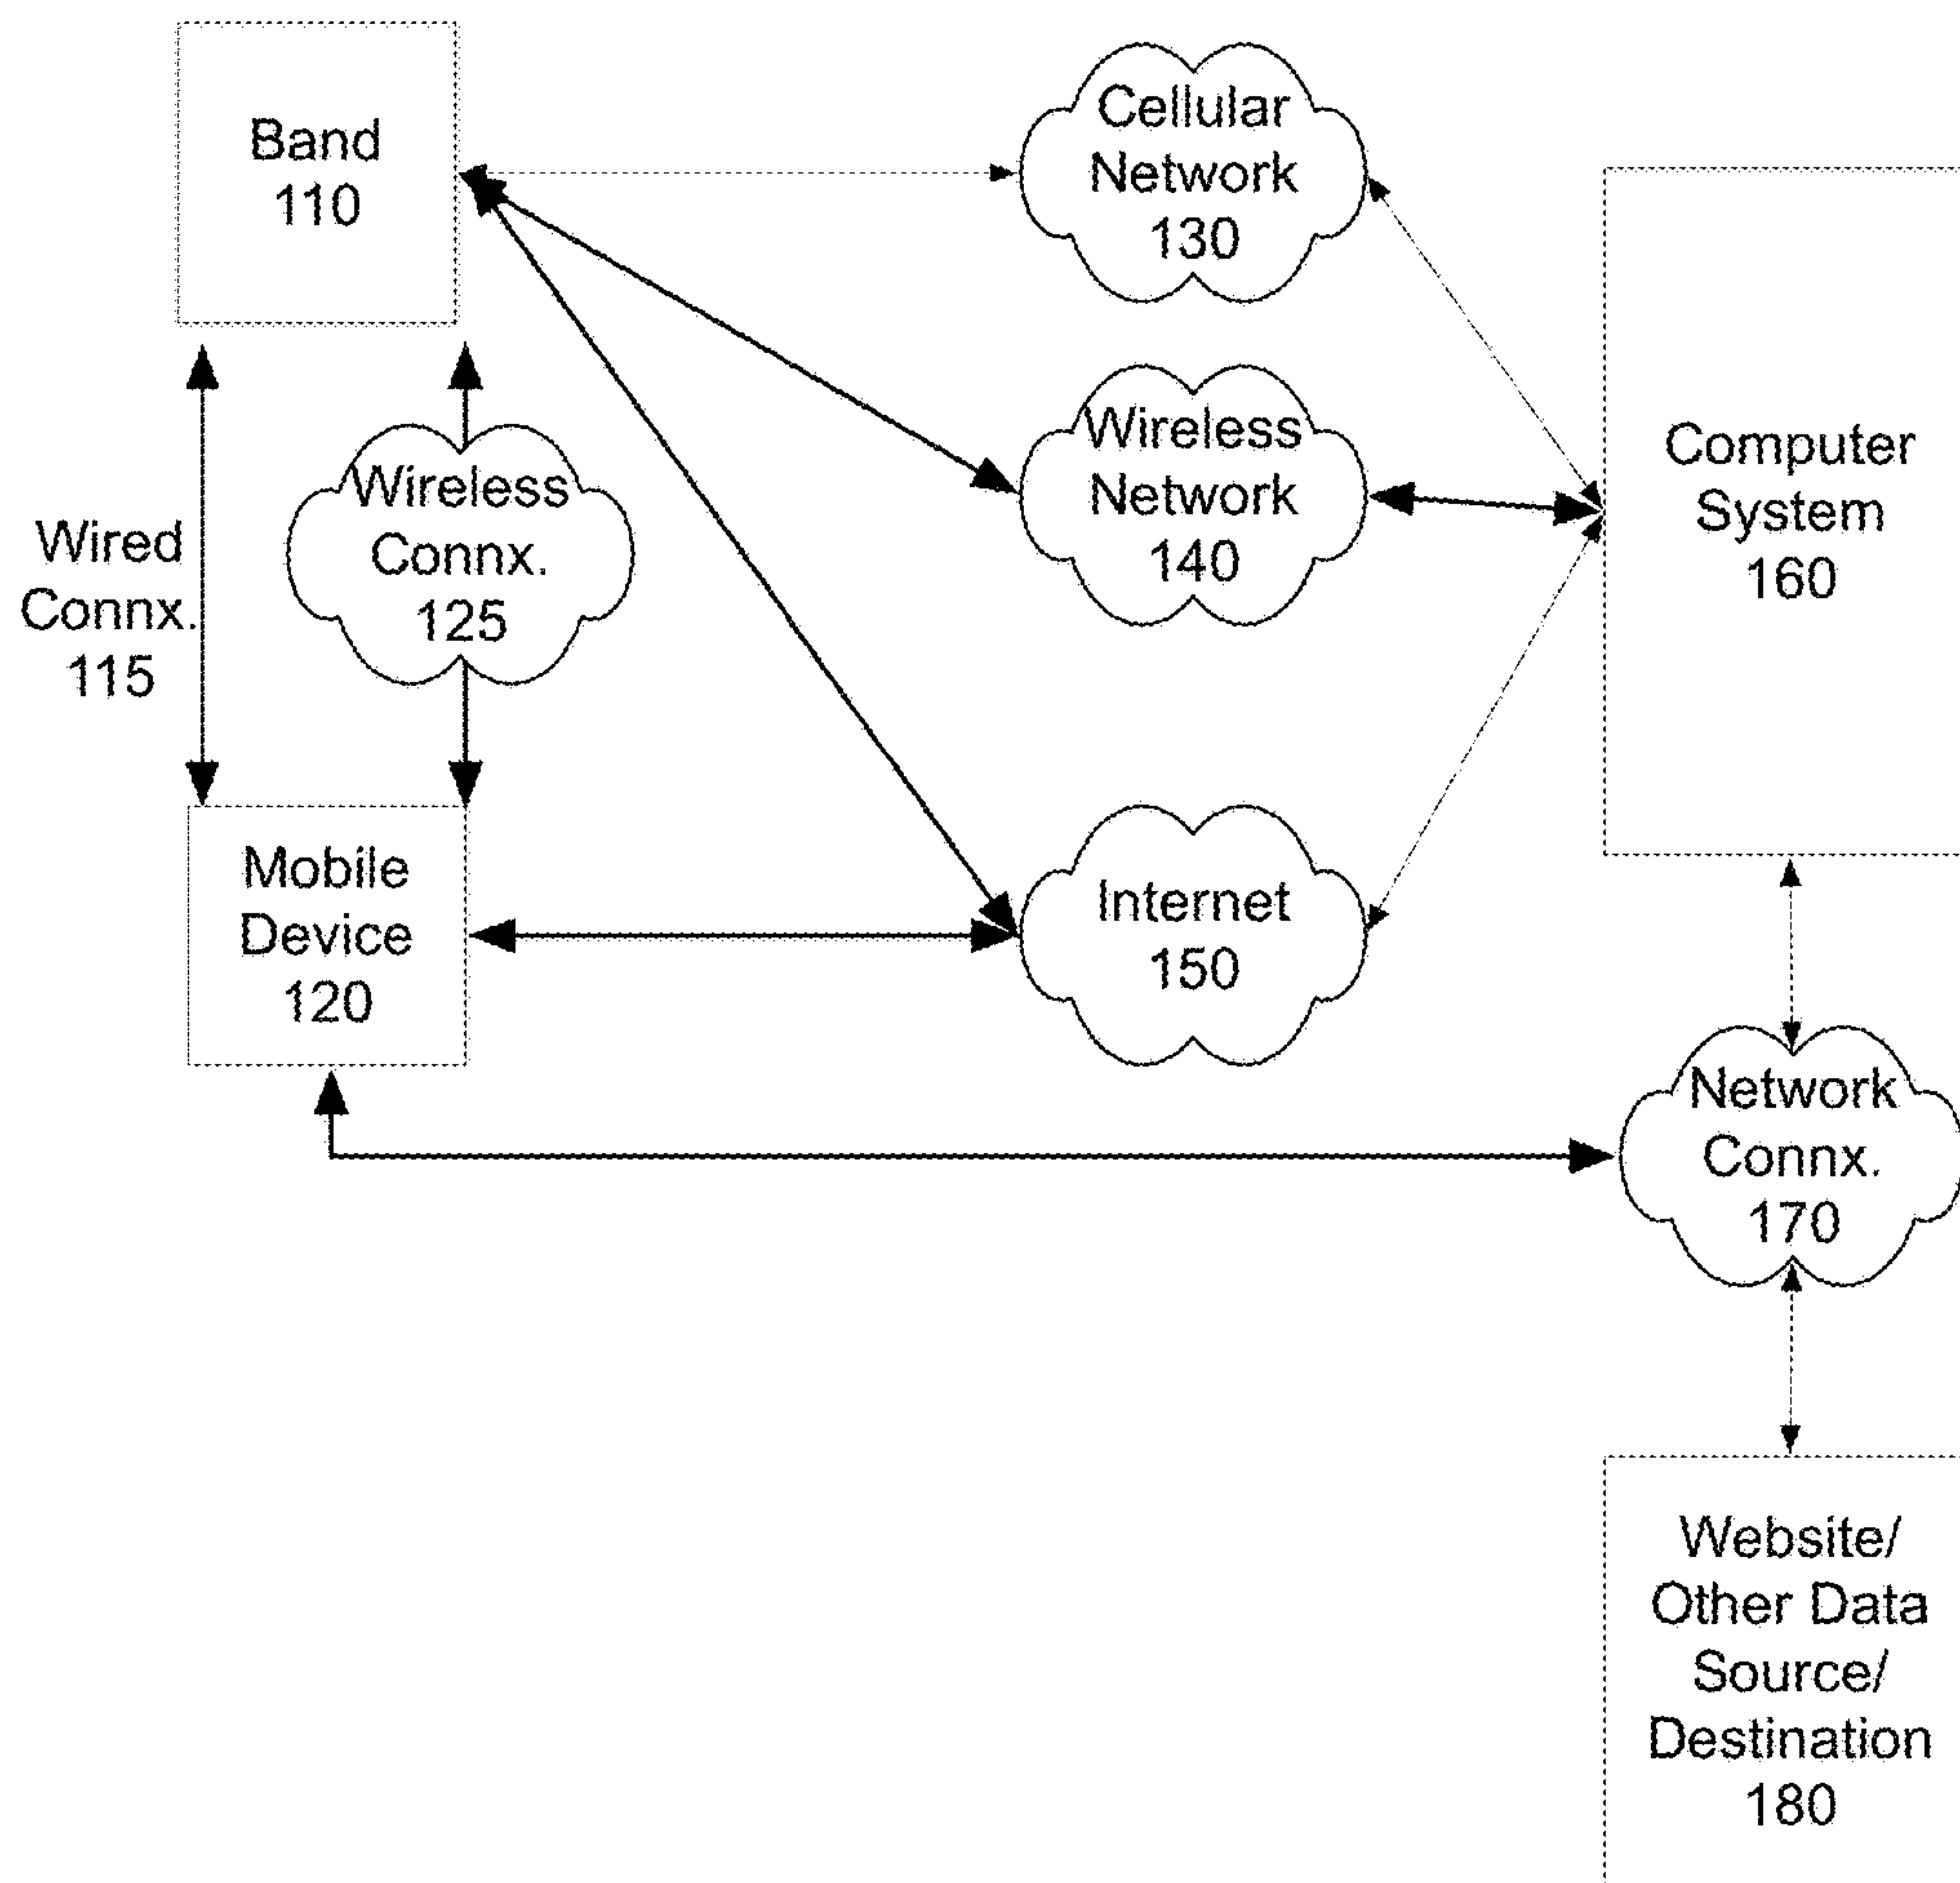 Band
110
Cellular
Network
130
Wired
Connx.
115
Wireless
Connx.
125
Wireless
Network
140
Computer
System
160
Mobile
Device
120
Internet
150
Network
Connx.
170
Website/
Other Data
Source/
Destination
180